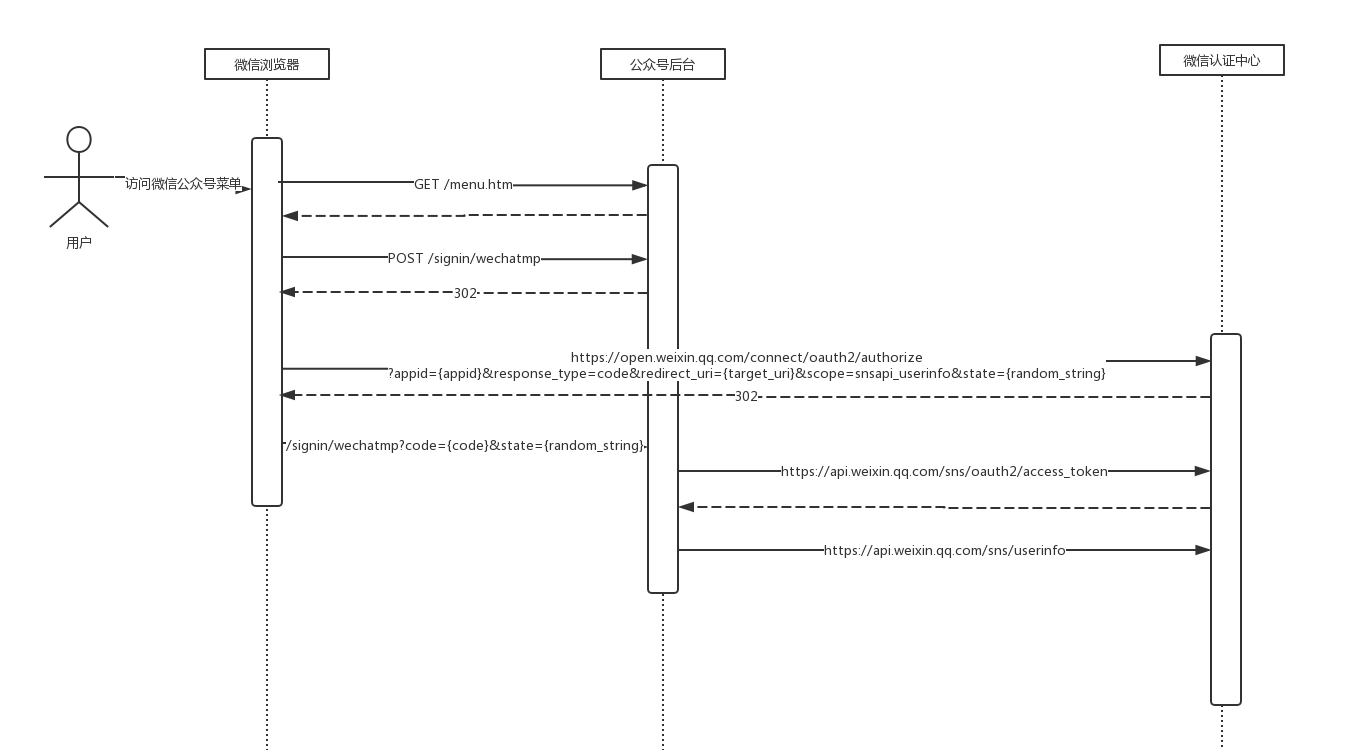 微信浏览器
公众号后台
微信认证中心
访问微信公众号菜单
用户
GET /menu.htm
POST /signin/wechatmp
302
https://open.weixin.qq.com/connect/oauth2/authorize
?appid={appid}&response_type=code&redirect_uri={target_uri}&scope=snsapi_userinfo&state={random_string}
302
/signin/wechatmp?code={code}&state={random_string}
https://api.weixin.qq.com/sns/oauth2/access_token
https://api.weixin.qq.com/sns/userinfo